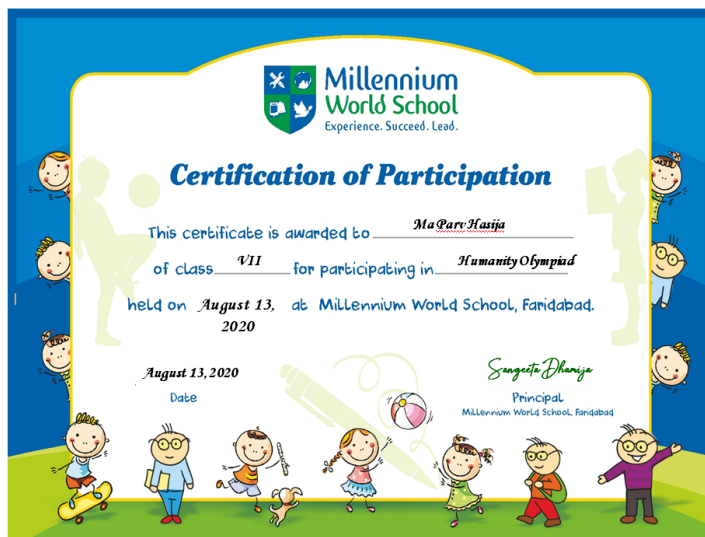 Millennium
World School
Experience. Succeed. Lead.
Certification of Participation
This certificate is awarded to Ma Parv Hasija
of class VII for participating in Humanity Olympiad
held on August 13, at Millennium World School, Faridabad.
2020
August 13, 2020
Sangeeta Dhamija
Date
Principal
Millennium World School, Faridabad